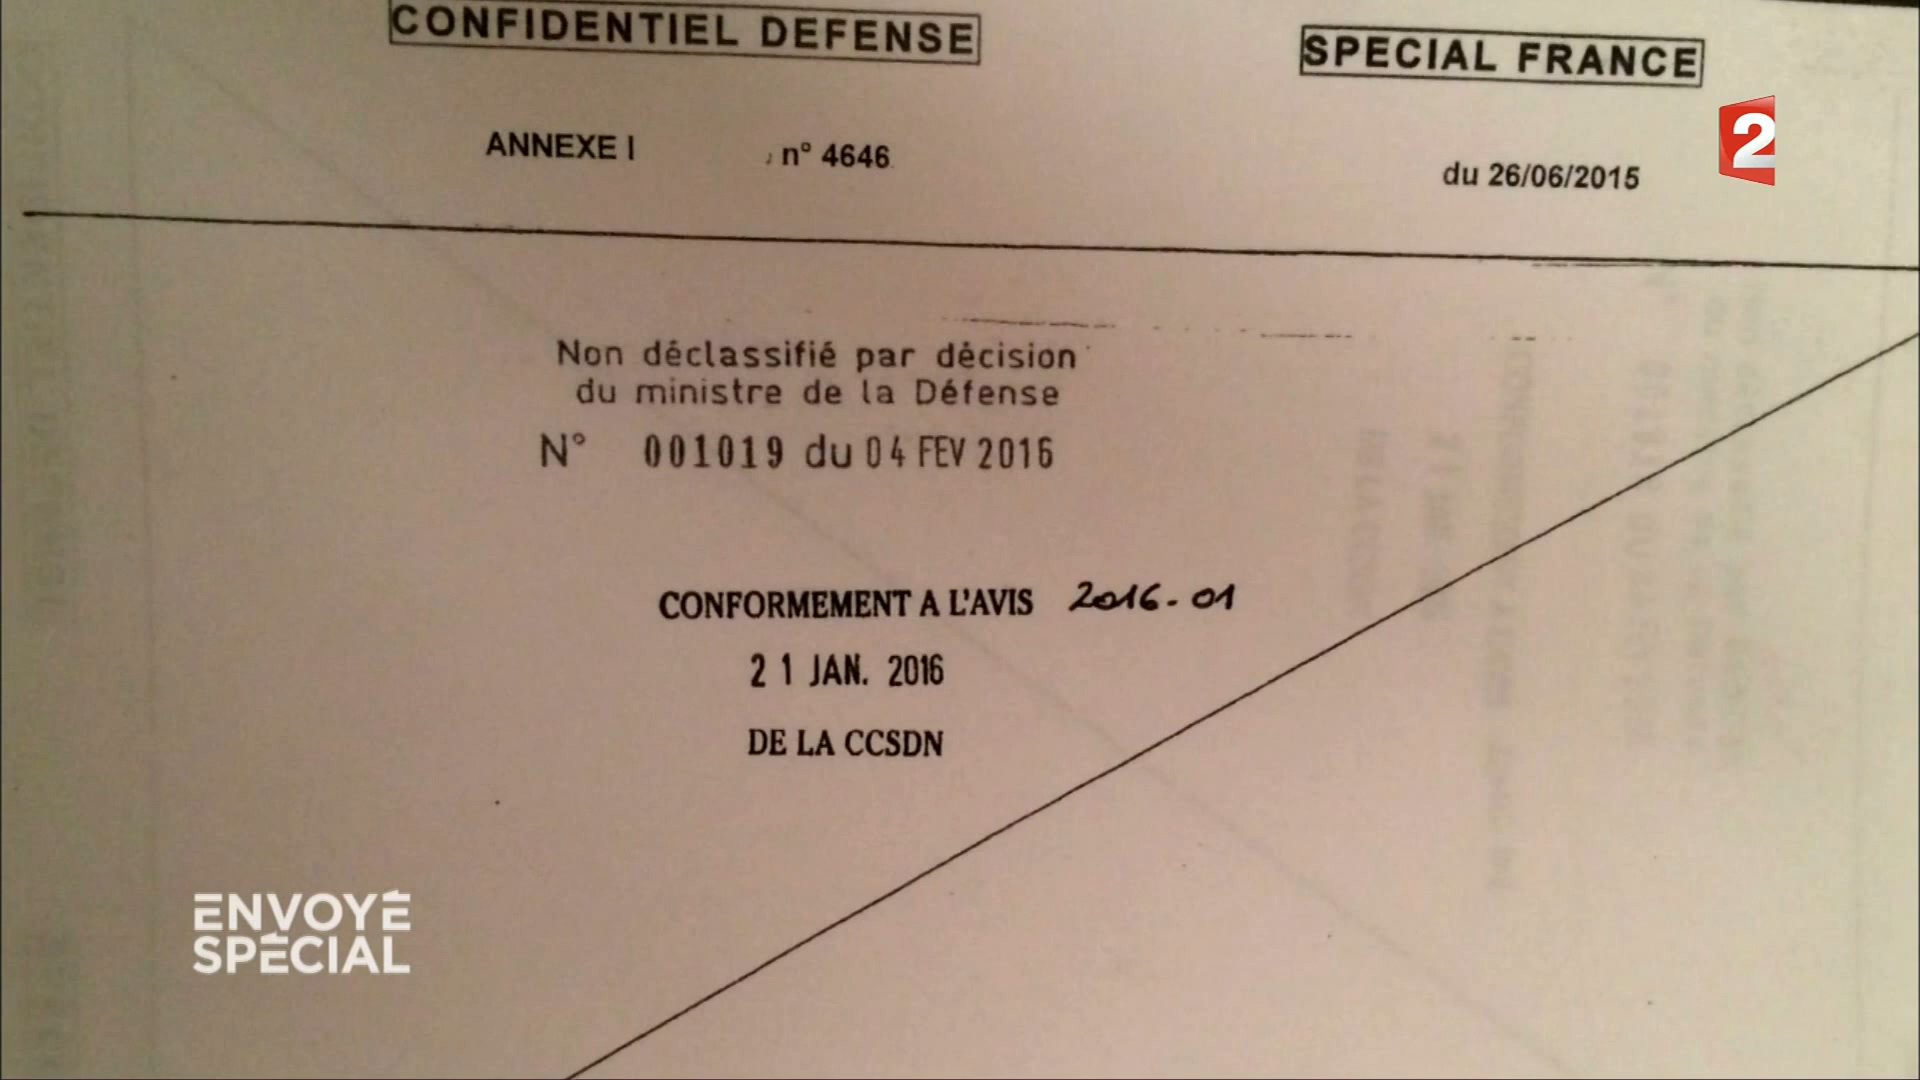 CONFIDENTIEL DEFENSE
SPECIAL FRANCE
ANNEXE I
n° 4646
du 26/06/2015
2
Non déclassifié par décision
du ministre de la Défense
N° 001019 du 04 FEV 2016
CONFORMEMENT A L'AVIS 2016-01
21 JAN. 2016
DE LA CCSDN
ENVOYÉ
SPÉCIAL